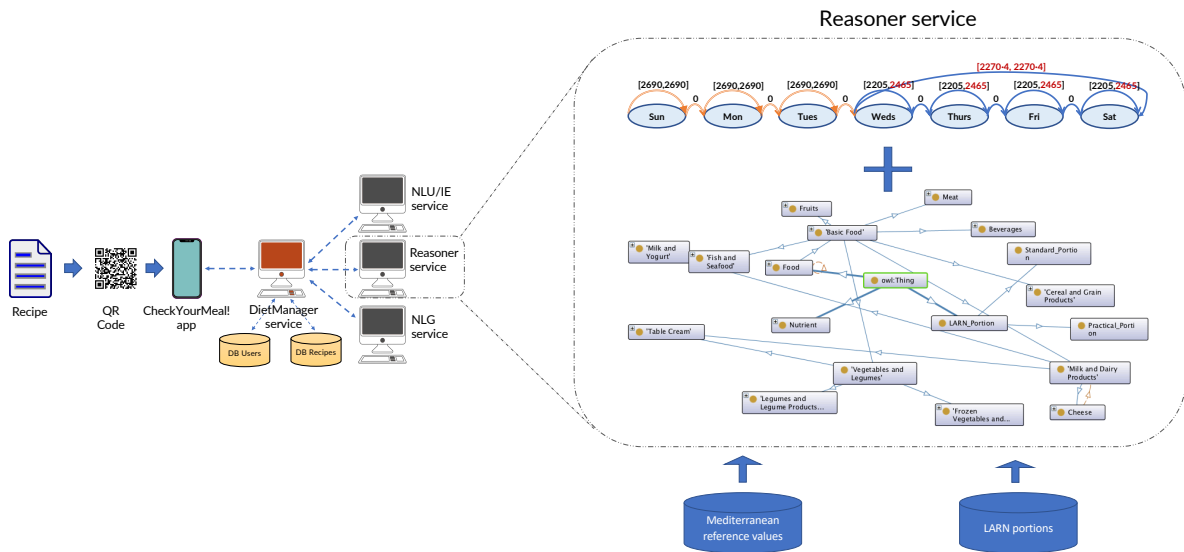 Reasoner service
[2270·4, 2270·4]
[2690,2690]
[2690,2690]
[2690,2690]
[2205,2465]
[2205,2465]
[2205,2465]
[2205,2465]
0
0
0
0
0
0
Sun
Mon
Tues
Weds
Thurs
Fri
Sat
NLU/IE
service
Reasoner
service
NLG
service
Recipe
QR
Code
CheckYourMeal!
app
DietManager
service
DB Users
DB Recipes
Meat
Fruits
'Basic Food'
Beverages
'Milk and
Yogurt'
'Fish and
Seafood'
Standard_Portio
n
Food
owl:Thing
'Cereal and Grain
Products'
Nutrient
LARN_Portion
Practical_Porti
on
'Table Cream'
'Vegetables and
Legumes'
'Milk and Dairy
Products'
'Legumes and
Legume Products...
'Frozen
Vegetables and...
Cheese
Mediterranean
reference values
LARN portions